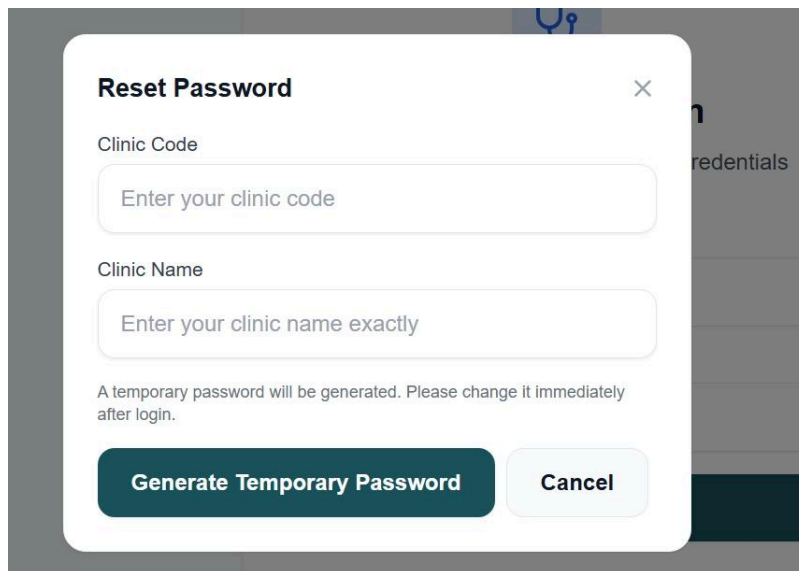 Reset Password
Clinic Code
Enter your clinic code
Clinic Name
Enter your clinic name exactly
A temporary password will be generated. Please change it immediately
after login.
Generate Temporary Password
Cancel